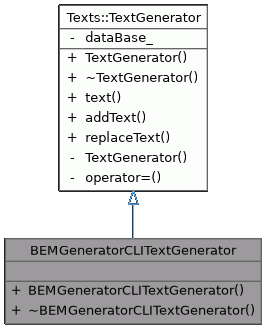 Texts::TextGenerator
- dataBase_
+ TextGenerator()
+ ~TextGenerator()
+ text()
+ addText()
+ replaceText()
- TextGenerator()
- operator=()
BEMGeneratorCLITextGenerator
+ BEMGeneratorCLITextGenerator()
+ ~BEMGeneratorCLITextGenerator()